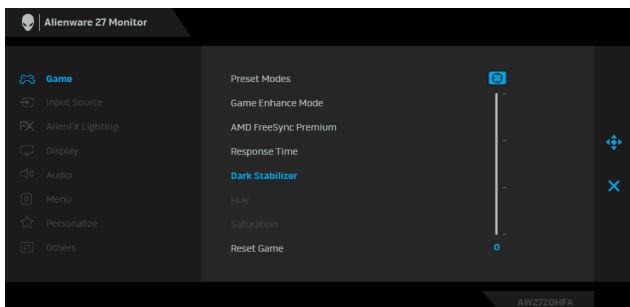 Alienware 27 Monitor
Game
Input Source
AlienFX Lighting
Display
Audio
Menu
Personalize
Others
Preset Modes
Game Enhance Mode
AMD FreeSync Premium
Response Time
Dark Stabilizer
Hue
Saturation
Reset Game
0
AW2720HFA